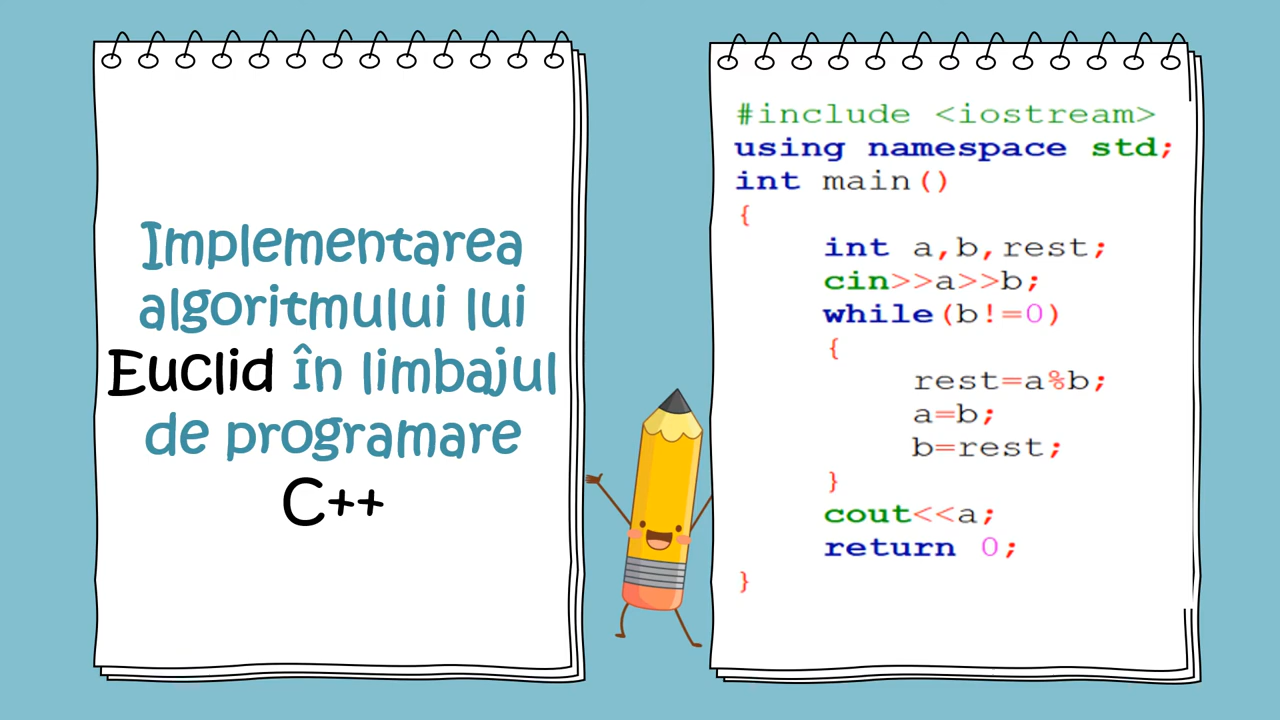 Implementarea
algoritmului lui
Euclid în limbajul
de programare
C++
#include <iostream>
using namespace std;
int main()
{
int a,b,rest;
cin>>a>>b;
while(b!=0)
{
rest=a%b;
a=b;
b=rest;
}
cout<<a;
return 0;
}